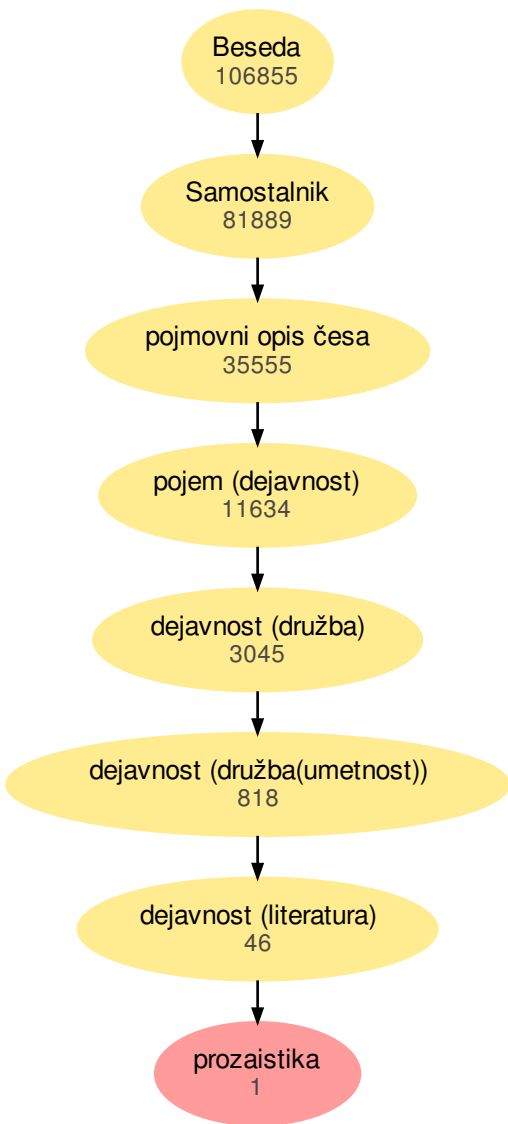 Beseda
106855
Samostalnik
81889
pojmovni opis česa
35555
pojem (dejavnost)
11634
dejavnost (družba)
3045
dejavnost (družba(umetnost))
818
dejavnost (literatura)
46
prozaistika
1